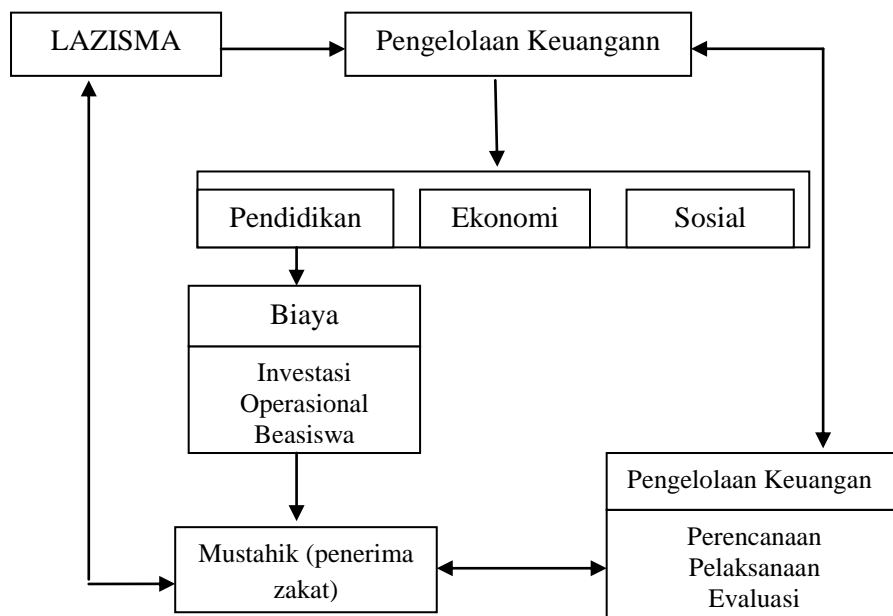 LAZISMA
Pengelolaan Keuangann
Pendidikan
Ekonomi
Sosial
Biaya
Investasi
Operasional
Beasiswa
Mustahik (penerima
zakat)
Pengelolaan Keuangan
Perencanaan
Pelaksanaan
Evaluasi